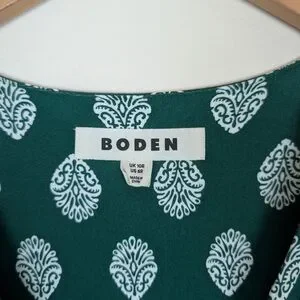 BODEN
UK 10R
US 6R
MADE IN
CHINA